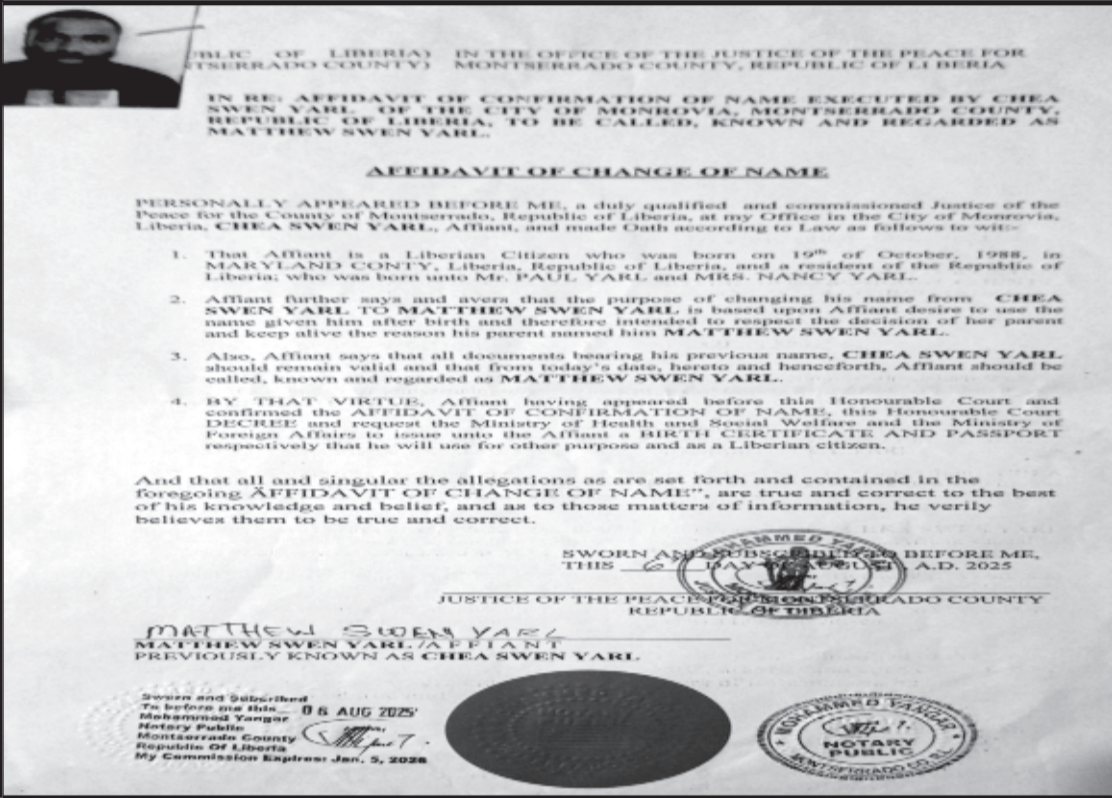 BLIC OF LIBERIA) IN THE OFFICE OF THE JUSTICE OF THE PEACE FOR
TSERRADO COUNTY) MONTSERRADO COUNTY, REPUBLIC OF LI BERIA
IN RE: AFFIDAVIT OF CONFIRMATION OF NAME EXECUTED BY CHEA
SWEN YARL OF THE CITY OF MONROVIA, MONTSERRADO COUNTY,
REPUBLIC OF LIBERIA, TO BE CALLED, KNOWN AND REGARDED AS
MATTHEW SWEN YARL.
AFFIDAVIT OF CHANGE OF NAME
PERSONALLY APPEARED BEFORE ME, a duly qualified and commissioned Justice of the
Peace for the County of Montserrado, Republic of Liberia, at my Office in the City of Monrovia,
Liberia, CHEA SWEN YARL, Affiant, and made Oath according to Law as follows to wit:-
1. That Affiant is a Liberian Citizen who was born on 19th of October, 1988, in
MARYLAND CONTY, Liberia, Republic of Liberia, and a resident of the Republic of
Liberia; who was born unto Mr. PAUL YARL and MRS. NANCY YARL.
2. Affiant further says and avers that the purpose of changing his name from CHEA
SWEN YARL TO MATTHEW SWEN YARL is based upon Affiant desire to use the
name given him after birth and therefore intended to respect the decision of her parent
and keep alive the reason his parent named him MATTHEW SWEN YARL.
3. Also, Affiant says that all documents bearing his previous name, CHEA SWEN YARL
should remain valid and that from today's date, hereto and henceforth, Affiant should be
called, known and regarded as MATTHEW SWEN YARL.
4. BY THAT VIRTUE, Affiant having appeared before this Honourable Court and
confirmed the AFFIDAVIT OF CONFIRMATION OF NAME, this Honourable Court
DECREE and request the Ministry of Health and Social Welfare and the Ministry of
Foreign Affairs to issue unto the Affiant a BIRTH CERTIFICATE AND PASSPORT
respectively that he will use for other purpose and as a Liberian citizen.
And that all and singular the allegations as are set forth and contained in the
foregoing AFFIDAVIT OF CHANGE OF NAME", are true and correct to the best
of his knowledge and belief, and as to those matters of information, he verily
believes them to be true and correct.
SWORN AND SUBSCRIBED TO BEFORE ME,
THIS 6th DAY OF AUGUST A.D. 2025
MOHAMMED YANGAR
JUSTICE OF THE PEACE FOR MONTSERRADO COUNTY
REPUBLIC OF LIBERIA
MATTHEW SWEN YARL
MATTHEW SWEN YARL/AFFIANT
PREVIOUSLY KNOWN AS CHEA SWEN YARL
Sworn and Subscribed
To before me this 06 AUG 2025
Mohammed Yangar
Notary Public
Montserrado County
Republic Of Liberia
My Commission Expires: Jan. 5, 2026
MOHAMMED YANGAR
NOTARY
PUBLIC
MONTSERRADO CO.